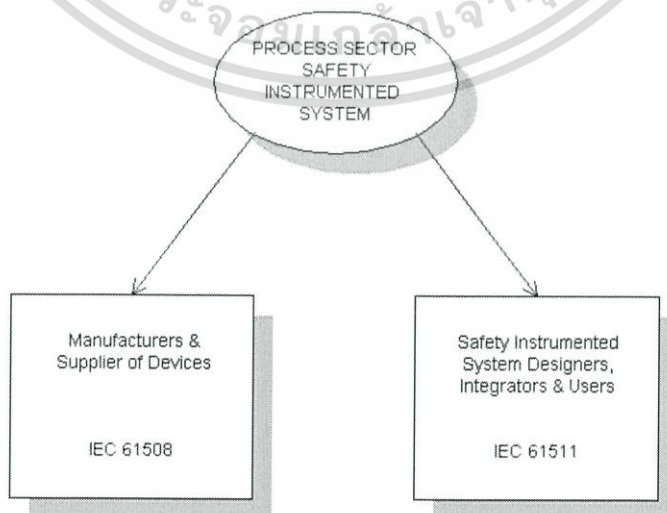 PROCESS SECTOR
SAFETY
INSTRUMENTED
SYSTEM
Manufacturers &
Supplier of Devices
IEC 61508
Safety Instrumented
System Designers,
Integrators & Users
IEC 61511